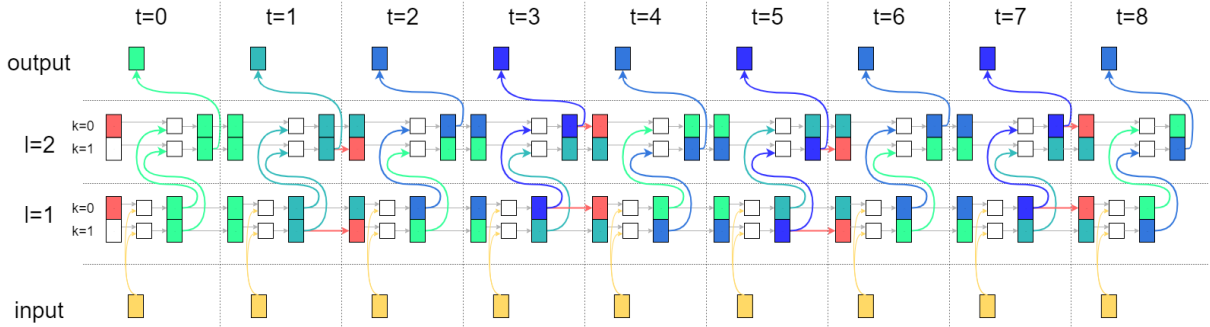 t=0 t=1 t=2 t=3 t=4 t=5 t=6 t=7 t=8
output
k=0
l=2
k=1
k=0
l=1
k=1
input